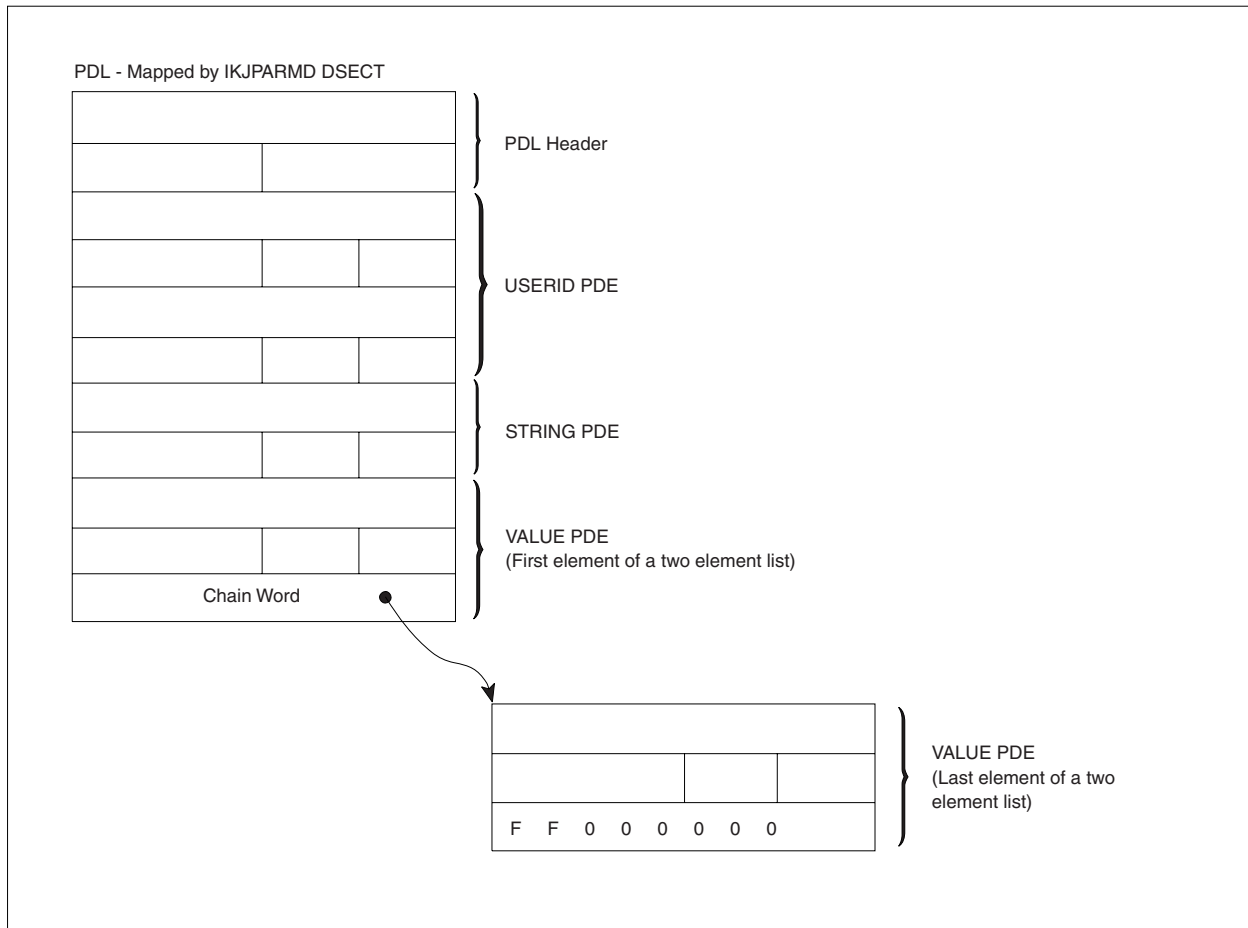 PDL - Mapped by IKJPARMD DSECT
PDL Header
USERID PDE
STRING PDE
VALUE PDE
(First element of a two element list)
Chain Word
VALUE PDE
(Last element of a two
element list)
F F 0 0 0 0 0 0